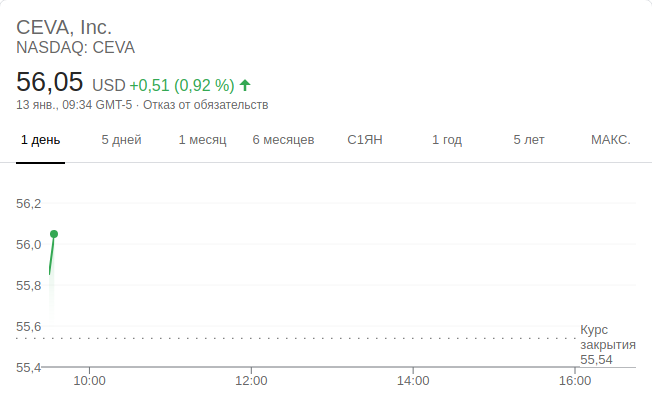 CEVA, Inc.
NASDAQ: CEVA
56,05 USD +0,51 (0,92 %)
13 янв., 09:34 GMT-5 · Отказ от обязательств
1 день 5 дней 1 месяц 6 месяцев С1ЯН 1 год 5 лет МАКС.
56,2
56,0
55,8
55,6
Курс
закрытия
55,54
55,4
10:00 12:00 14:00 16:00